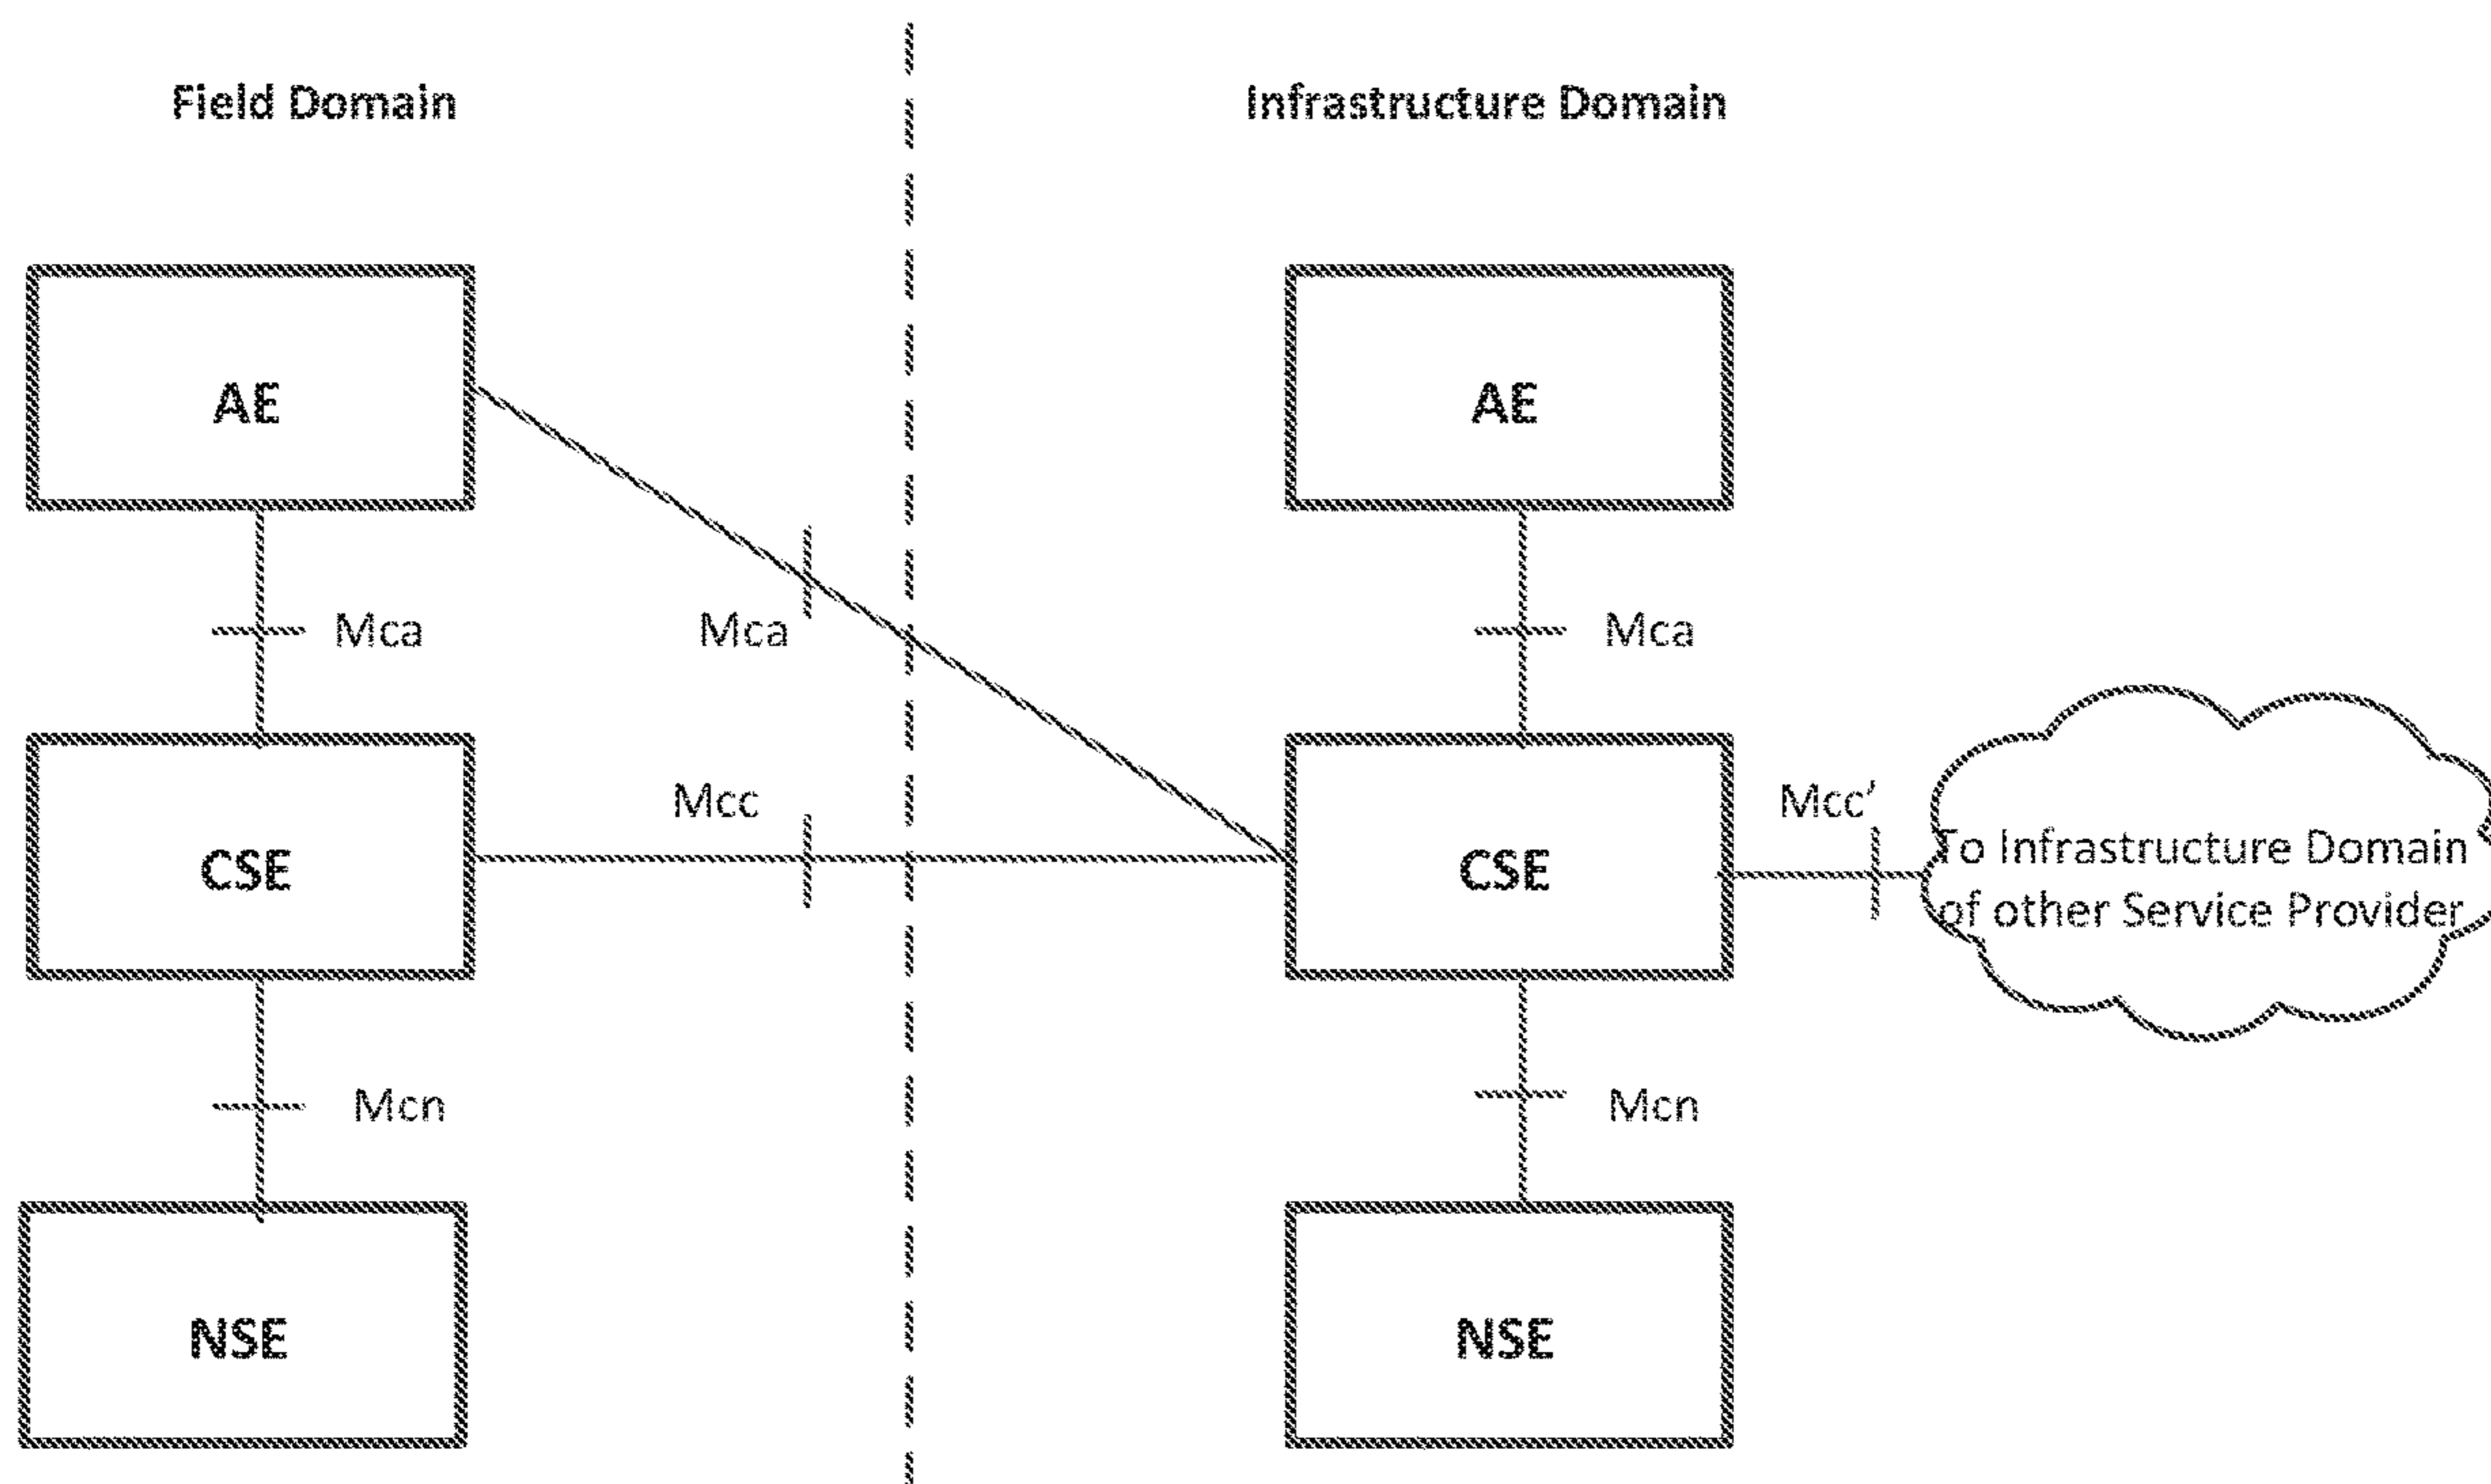 Field Domain
Infrastructure Domain
AE
AE
Mca
Mca
Mca
Mcc
Mcc’
CSE
CSE
To Infrastructure Domain
of other Service Provider
Mcn
Mcn
NSE
NSE